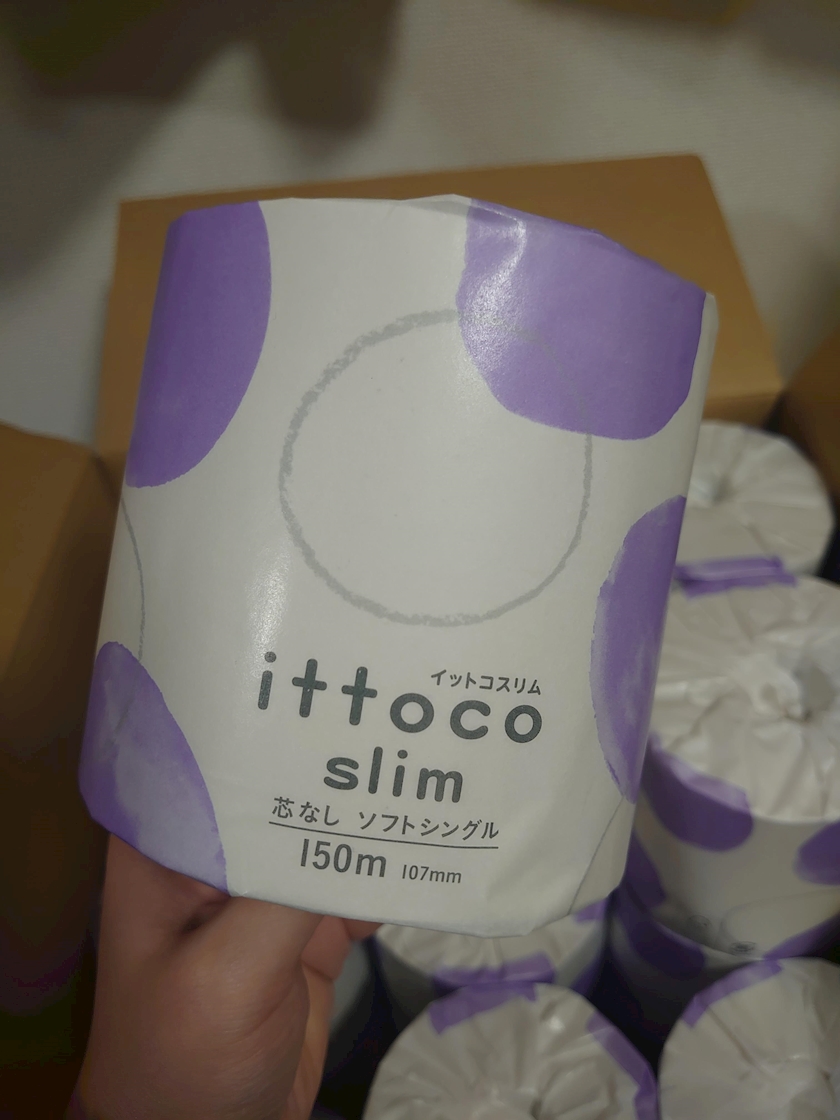 イットコスリム
ittoco
slim
芯なし ソフトシングル
150m 107mm